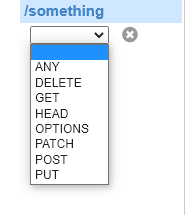 /something
ANY
DELETE
GET
HEAD
OPTIONS
PATCH
POST
PUT